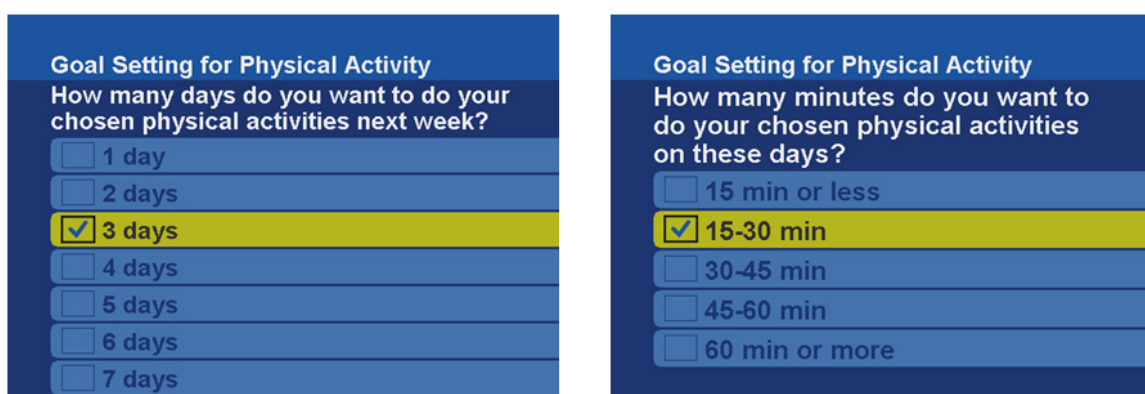 Goal Setting for Physical Activity
How many days do you want to do your
chosen physical activities next week?
1 day
2 days
3 days
4 days
5 days
6 days
7 days
Goal Setting for Physical Activity
How many minutes do you want to
do your chosen physical activities
on these days?
15 min or less
15-30 min
30-45 min
45-60 min
60 min or more